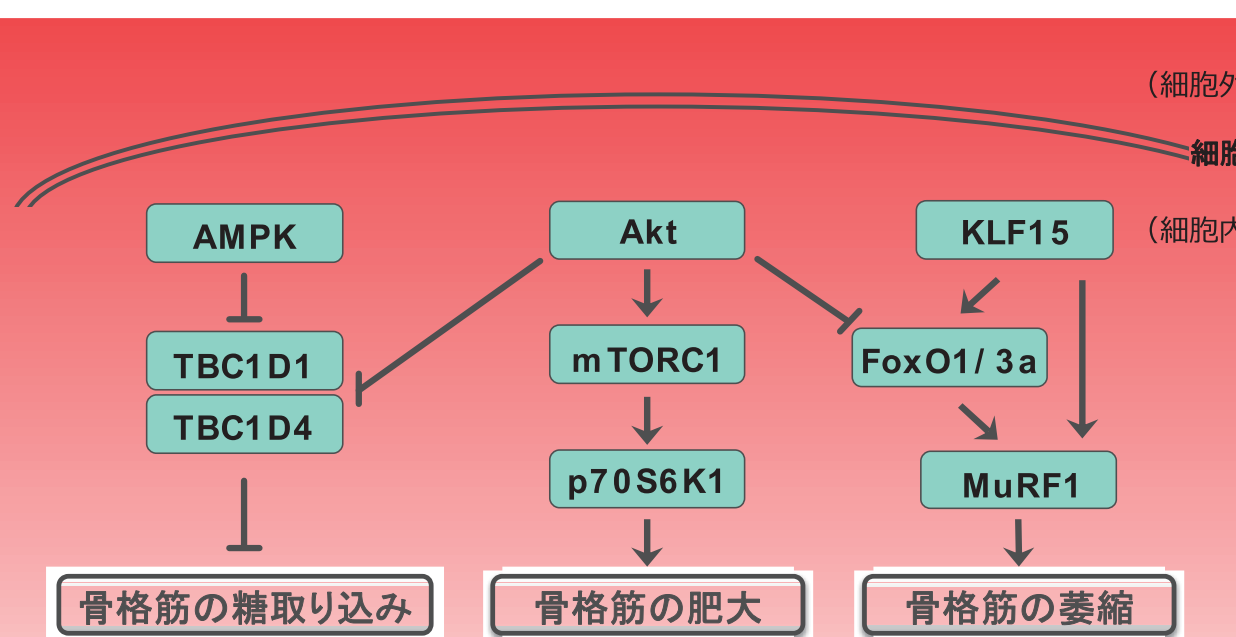 (細胞外
細胞
(細胞内
AMPK
Akt
KLF15
TBC1D1
mTORC1
FoxO1/3a
TBC1D4
p70S6K1
MuRF1
骨格筋の糖取り込み
骨格筋の肥大
骨格筋の萎縮